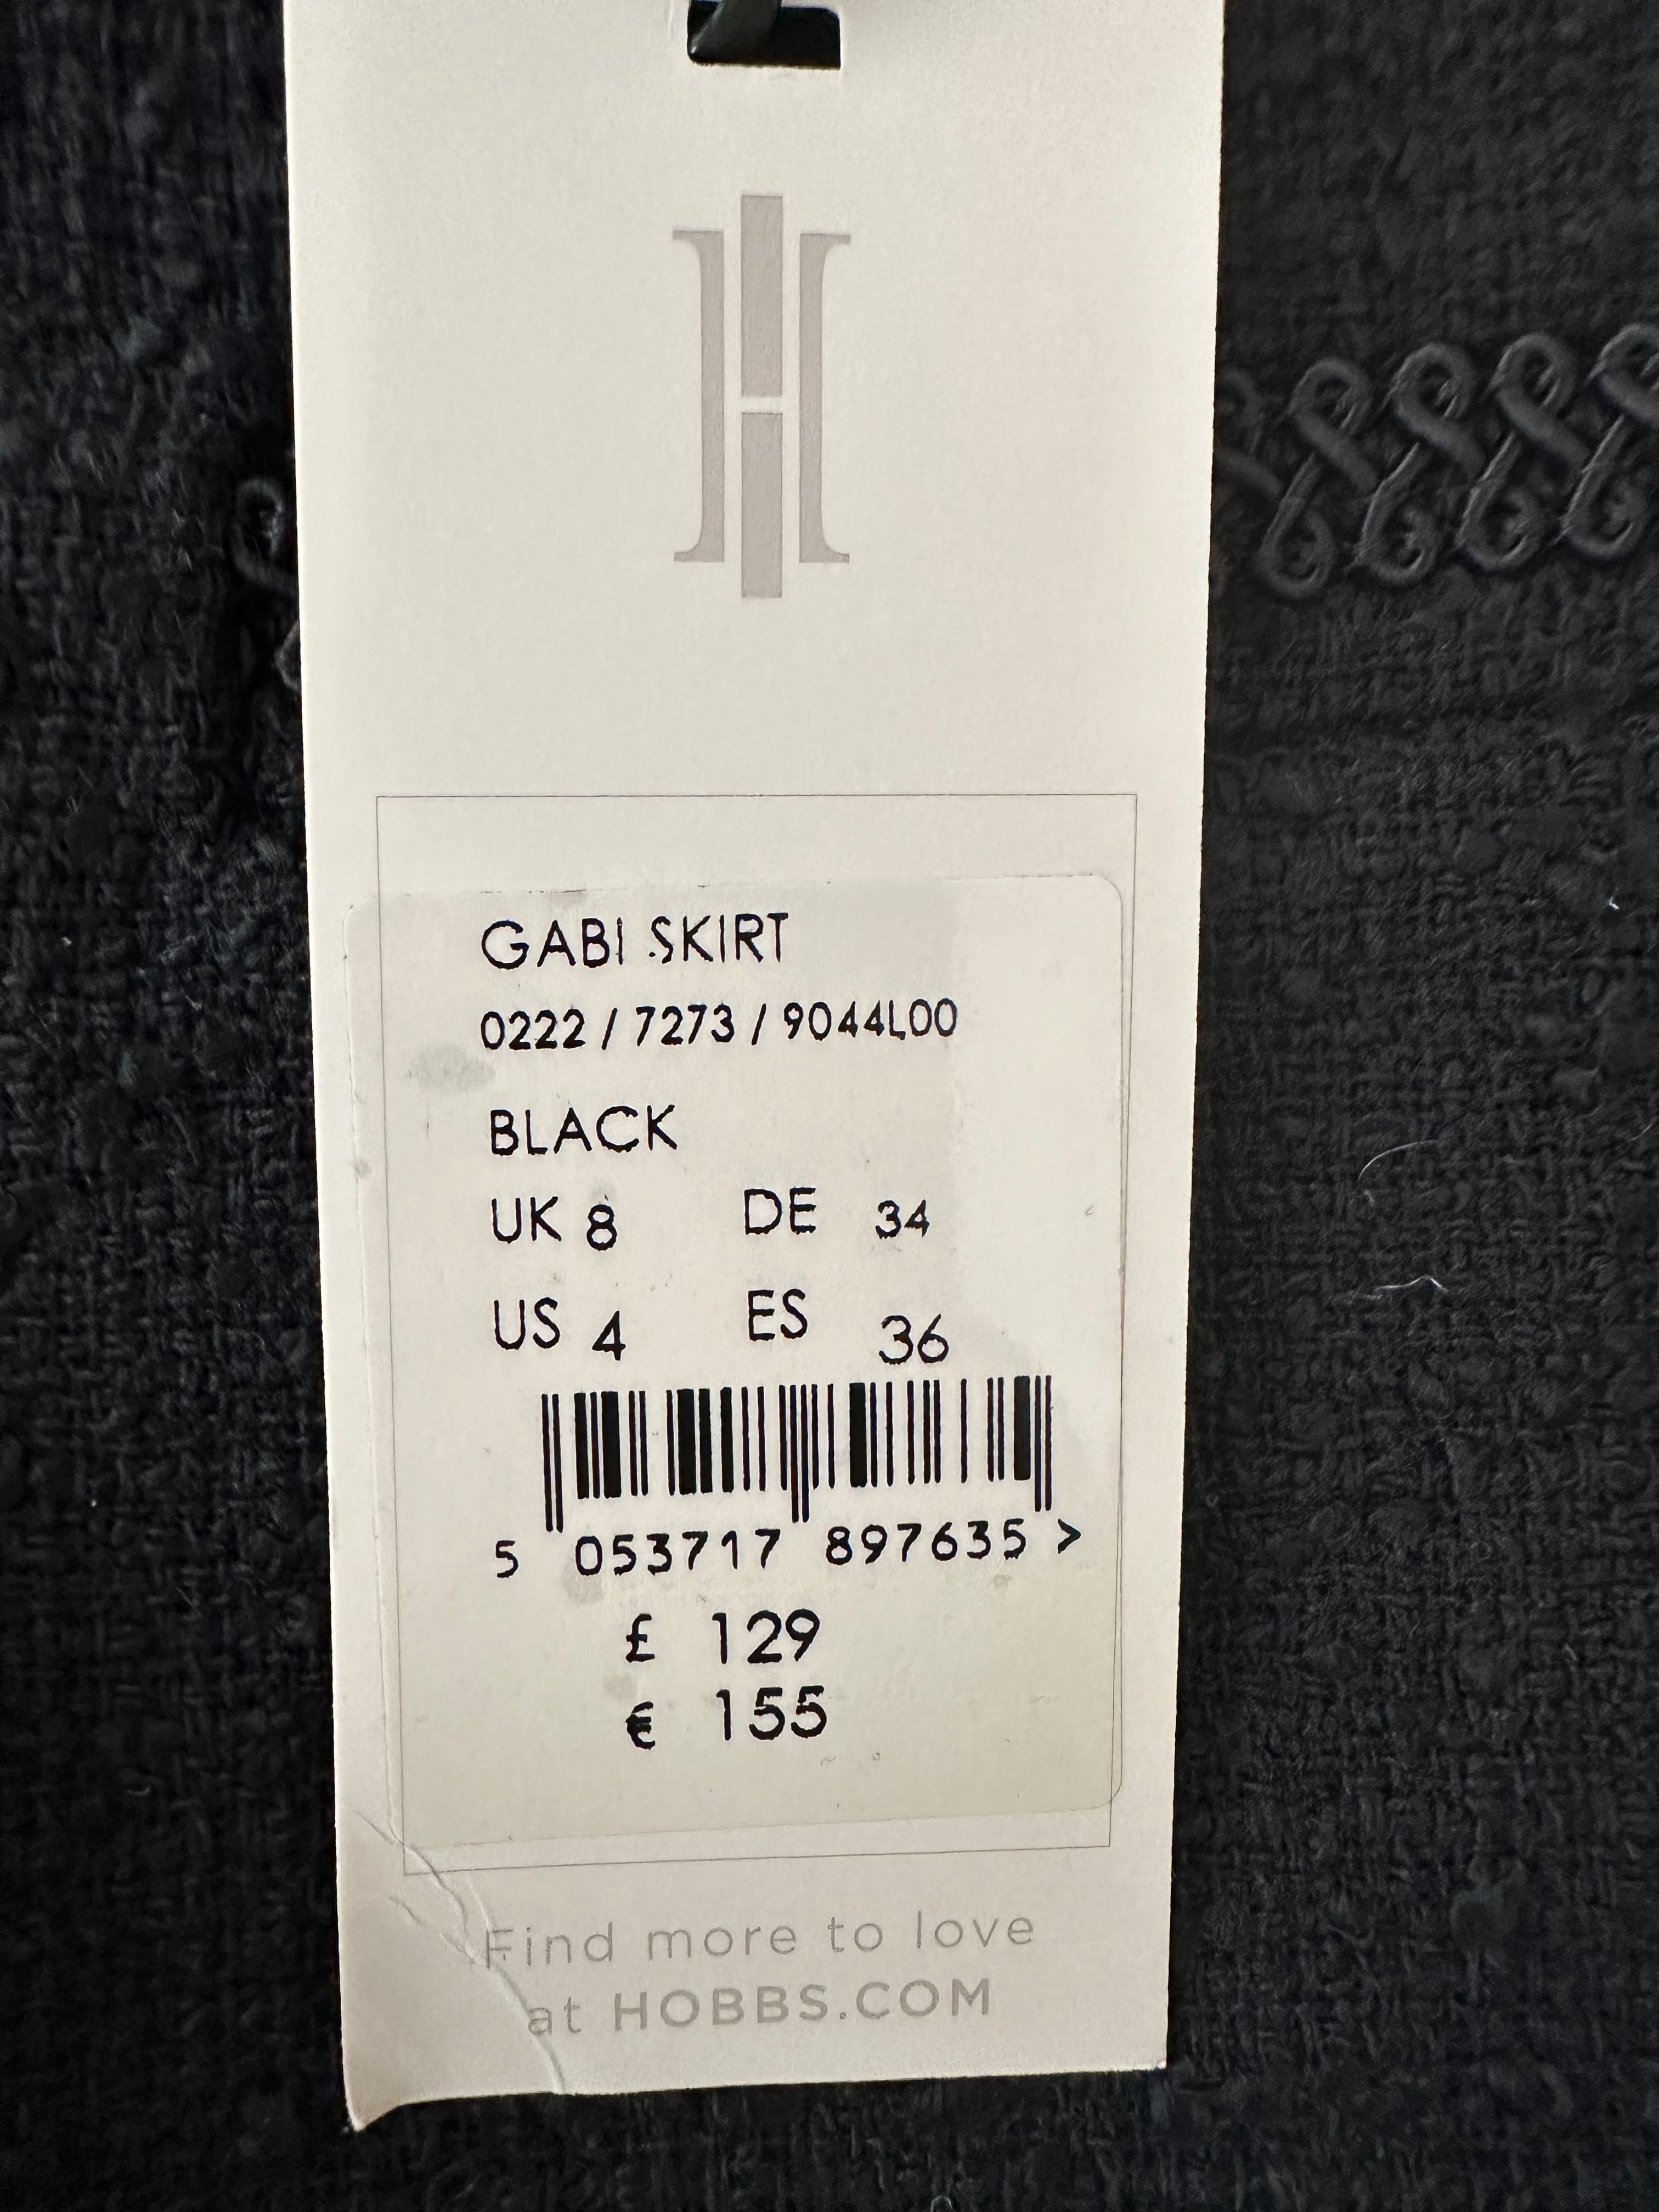 GABI SKIRT
0222 / 7273 / 9044L00
BLACK
UK 8 DE 34
US 4 ES 36
5 053717 897635 >
£ 129
€ 155
Find more to love
at HOBBS.COM